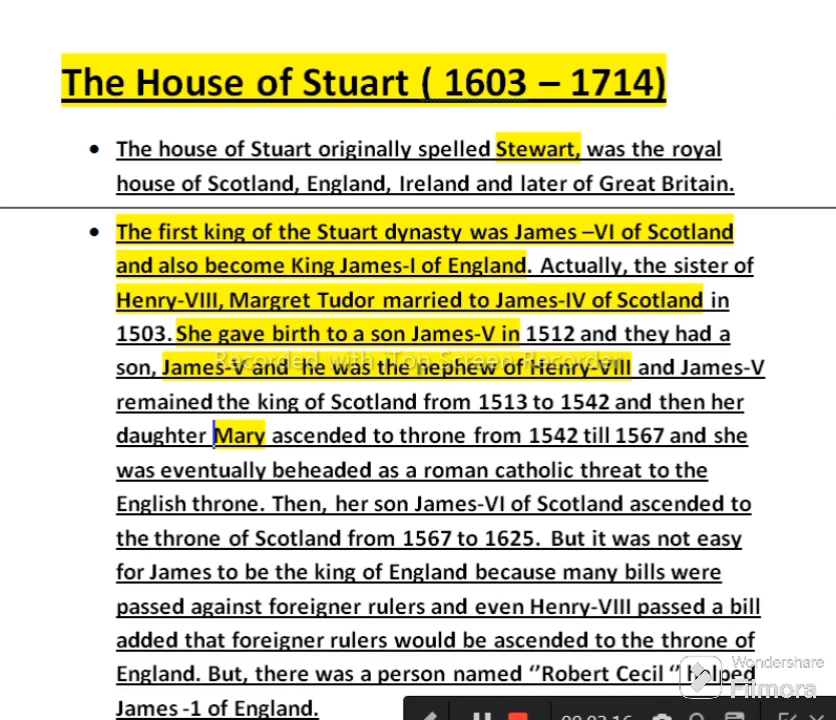 The House of Stuart ( 1603 – 1714)
• The house of Stuart originally spelled Stewart, was the royal
house of Scotland, England, Ireland and later of Great Britain.
• The first king of the Stuart dynasty was James –VI of Scotland
and also become King James-I of England. Actually, the sister of
Henry-VIII, Margret Tudor married to James-IV of Scotland in
1503. She gave birth to a son James-V in 1512 and they had a
son, James-V and he was the nephew of Henry-VIII and James-V
Recorded with iTop Screen Recorder
remained the king of Scotland from 1513 to 1542 and then her
daughter Mary ascended to throne from 1542 till 1567 and she
was eventually beheaded as a roman catholic threat to the
English throne. Then, her son James-VI of Scotland ascended to
the throne of Scotland from 1567 to 1625. But it was not easy
for James to be the king of England because many bills were
passed against foreigner rulers and even Henry-VIII passed a bill
added that foreigner rulers would be ascended to the throne of
England. But, there was a person named ‘’Robert Cecil ‘’ helped
James -1 of England.
Wondershare
Filmora
00:03:16